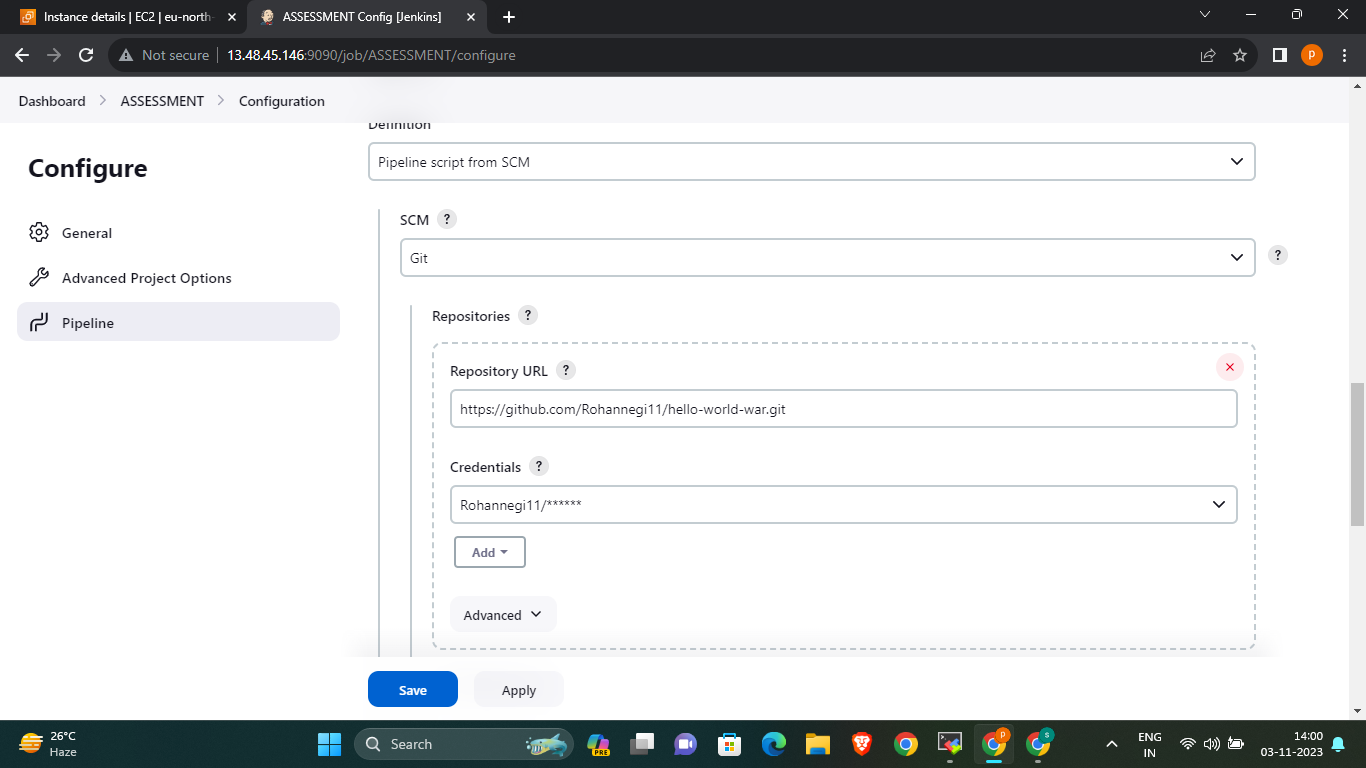 Instance details | EC2 | eu-north-
ASSESSMENT Config [Jenkins]
Not secure
13.48.45.146:9090/job/ASSESSMENT/configure
P
Dashboard > ASSESSMENT > Configuration
Configure
General
Advanced Project Options
Pipeline
Definition
Pipeline script from SCM
SCM ?
Git
?
Repositories ?
Repository URL ?
https://github.com/Rohannegi11/hello-world-war.git
Credentials ?
Rohannegi11/******
Add
Advanced
Save
Apply
26°C
Haze
Search
PRE
P
S
ENG
IN
14:00
03-11-2023